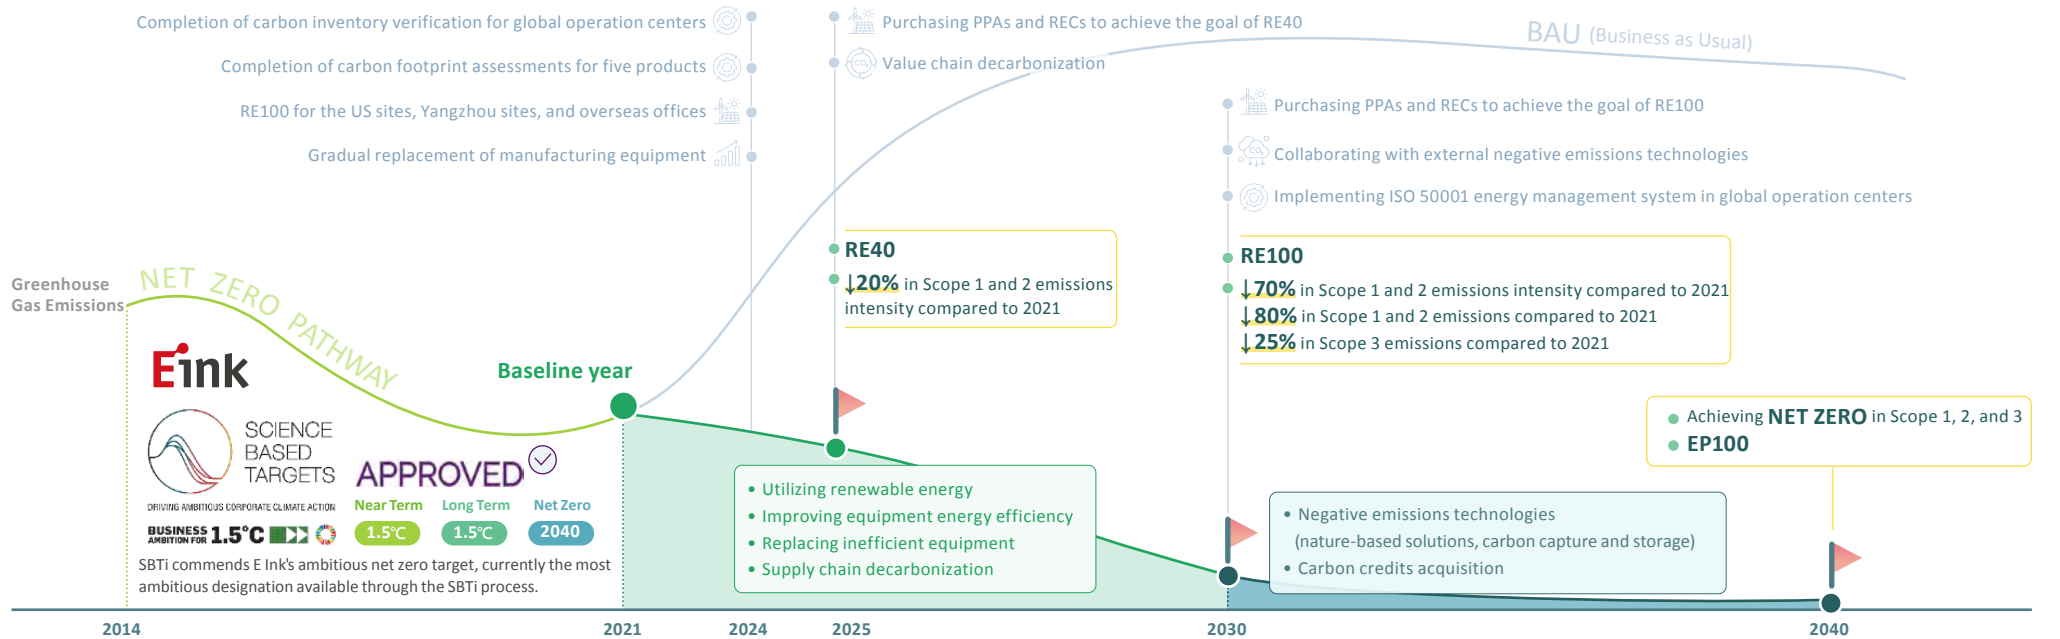 Completion of carbon inventory verification for global operation centers
Completion of carbon footprint assessments for five products
RE100 for the US sites, Yangzhou sites, and overseas offices
Gradual replacement of manufacturing equipment
Purchasing PPAs and RECs to achieve the goal of RE40
CO₂
Value chain decarbonization
BAU (Business as Usual)
Purchasing PPAs and RECs to achieve the goal of RE100
CO₂
Collaborating with external negative emissions technologies
Implementing ISO 50001 energy management system in global operation centers
RE40
↓20% in Scope 1 and 2 emissions
intensity compared to 2021
RE100
↓70% in Scope 1 and 2 emissions intensity compared to 2021
↓80% in Scope 1 and 2 emissions compared to 2021
↓25% in Scope 3 emissions compared to 2021
Greenhouse
Gas Emissions
NET ZERO PATHWAY
E ink
Baseline year
SCIENCE
BASED
TARGETS
DRIVING AMBITIOUS CORPORATE CLIMATE ACTION
APPROVED
Near Term
Long Term
Net Zero
BUSINESS
AMBITION FOR 1.5°C
1.5°C
1.5°C
2040
SBTi commends E Ink's ambitious net zero target, currently the most
ambitious designation available through the SBTi process.
• Utilizing renewable energy
• Improving equipment energy efficiency
• Replacing inefficient equipment
• Supply chain decarbonization
• Negative emissions technologies
(nature-based solutions, carbon capture and storage)
• Carbon credits acquisition
Achieving NET ZERO in Scope 1, 2, and 3
EP100
2014
2021
2024
2025
2030
2040